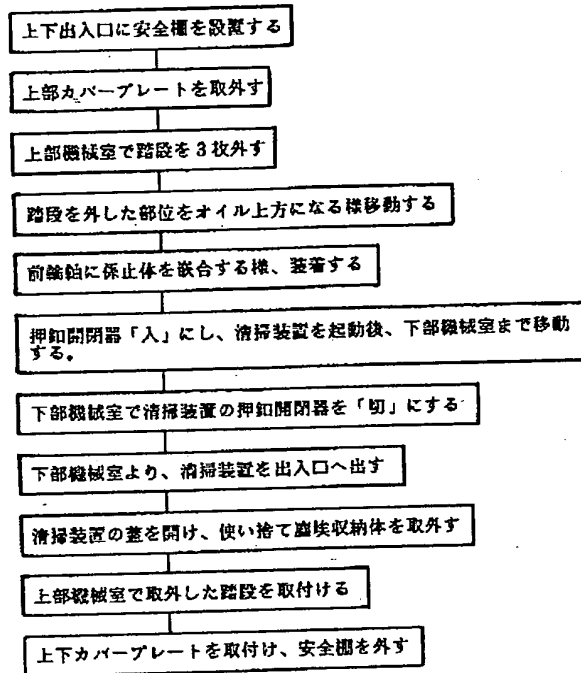 上下出入口に安全棚を設置する
上部カバープレートを取外す
上部機械室で踏段を3枚外す
踏段を外した部位をオイル上方になる様移動する
前輪軸に係止体を嵌合する様、装着する
押釦開閉器「入」にし、清掃装置を起動後、下部機械室まで移動
する。
下部機械室で清掃装置の押釦開閉器を「切」にする
下部機械室より、清掃装置を出入口へ出す
清掃装置の蓋を開け、使い捨て塵埃収納体を取外す
上部機械室で取外した踏段を取付ける
上下カバープレートを取付け、安全棚を外す